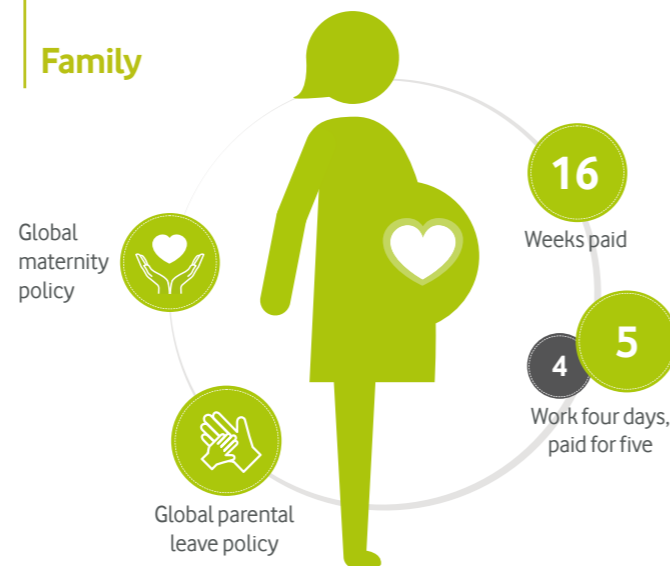 Family
16
Weeks paid
Global
maternity
policy
5
4
Work four days,
paid for five
Global parental
leave policy